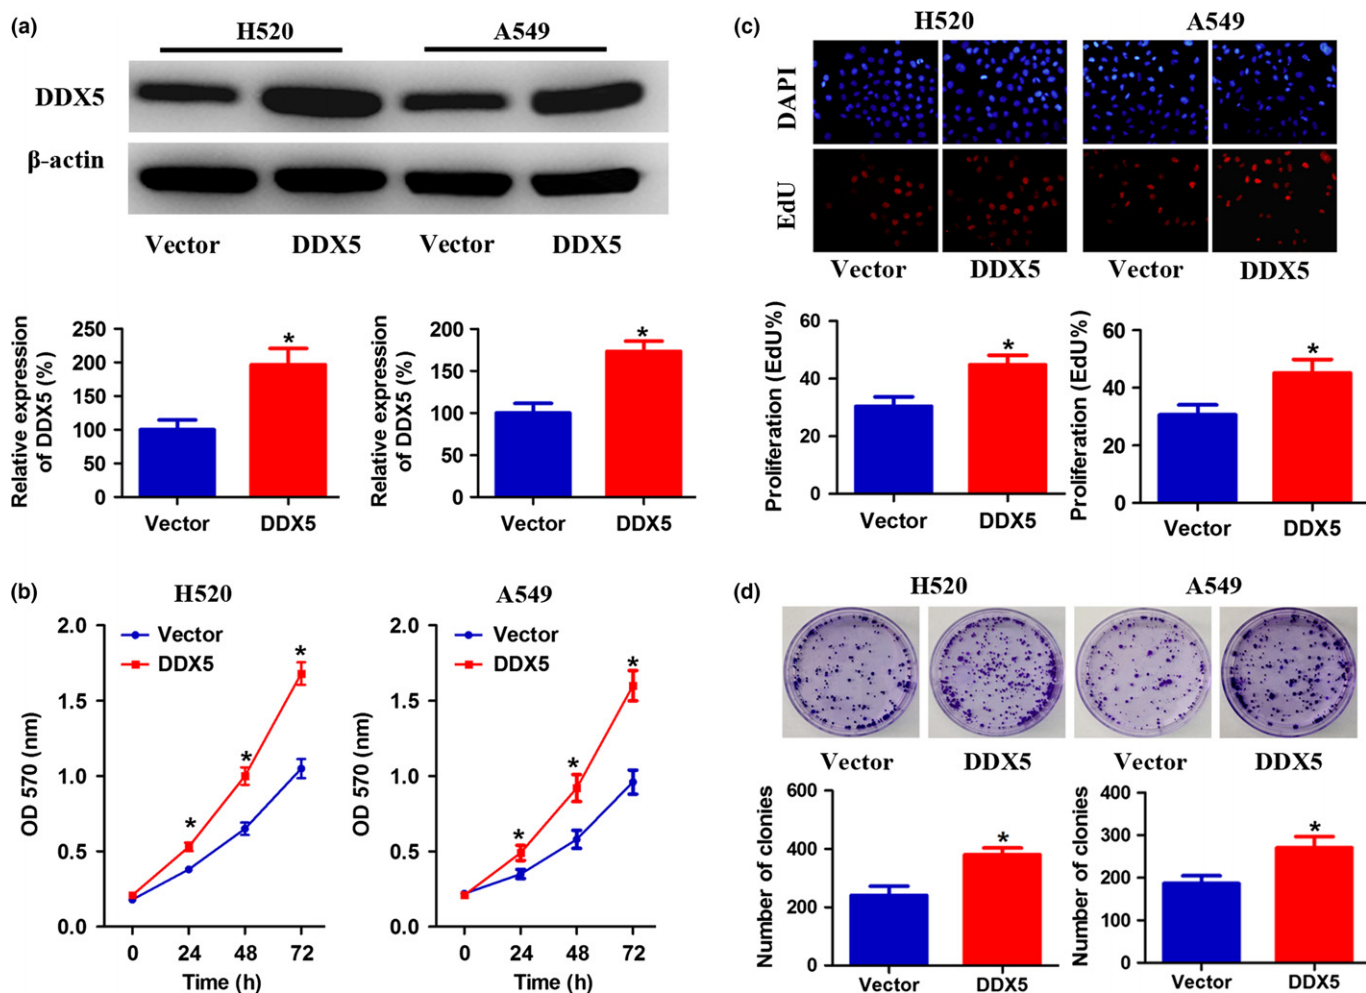 (a)
H520 A549
DDX5
β-actin
Vector DDX5 Vector DDX5
Relative expression
of DDX5 (%)
250
200
150
100
50
0
*
Vector DDX5
Relative expression
of DDX5 (%)
200
150
100
50
0
*
Vector DDX5
(b)
H520
OD 570 (nm)
2.0
1.5
1.0
0.5
0.0
Vector
DDX5
* * *
0 24 48 72
Time (h)
A549
OD 570 (nm)
2.0
1.5
1.0
0.5
0.0
Vector
DDX5
* * *
0 24 48 72
Time (h)
(c)
H520 A549
DAPI
EdU
Vector DDX5 Vector DDX5
Proliferation (EdU%)
60
40
20
0
*
Vector DDX5
Proliferation (EdU%)
60
40
20
0
*
Vector DDX5
(d)
H520 A549
Vector DDX5 Vector DDX5
Number of clonies
600
400
200
0
*
Vector DDX5
Number of clonies
400
300
200
100
0
*
Vector DDX5